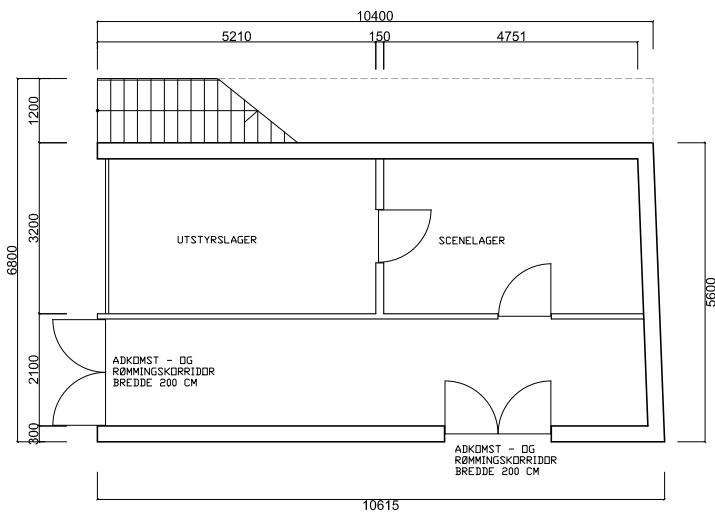 10400
5210
150
4751
1200
3200
6800
5600
UTSTYRSLAGER
SCENELAGER
2100
ADKOMST - OG
RØMMINGSKORRIDOR
BREDDE 200 CM
300
ADKOMST - OG
RØMMINGSKORRIDOR
BREDDE 200 CM
10615